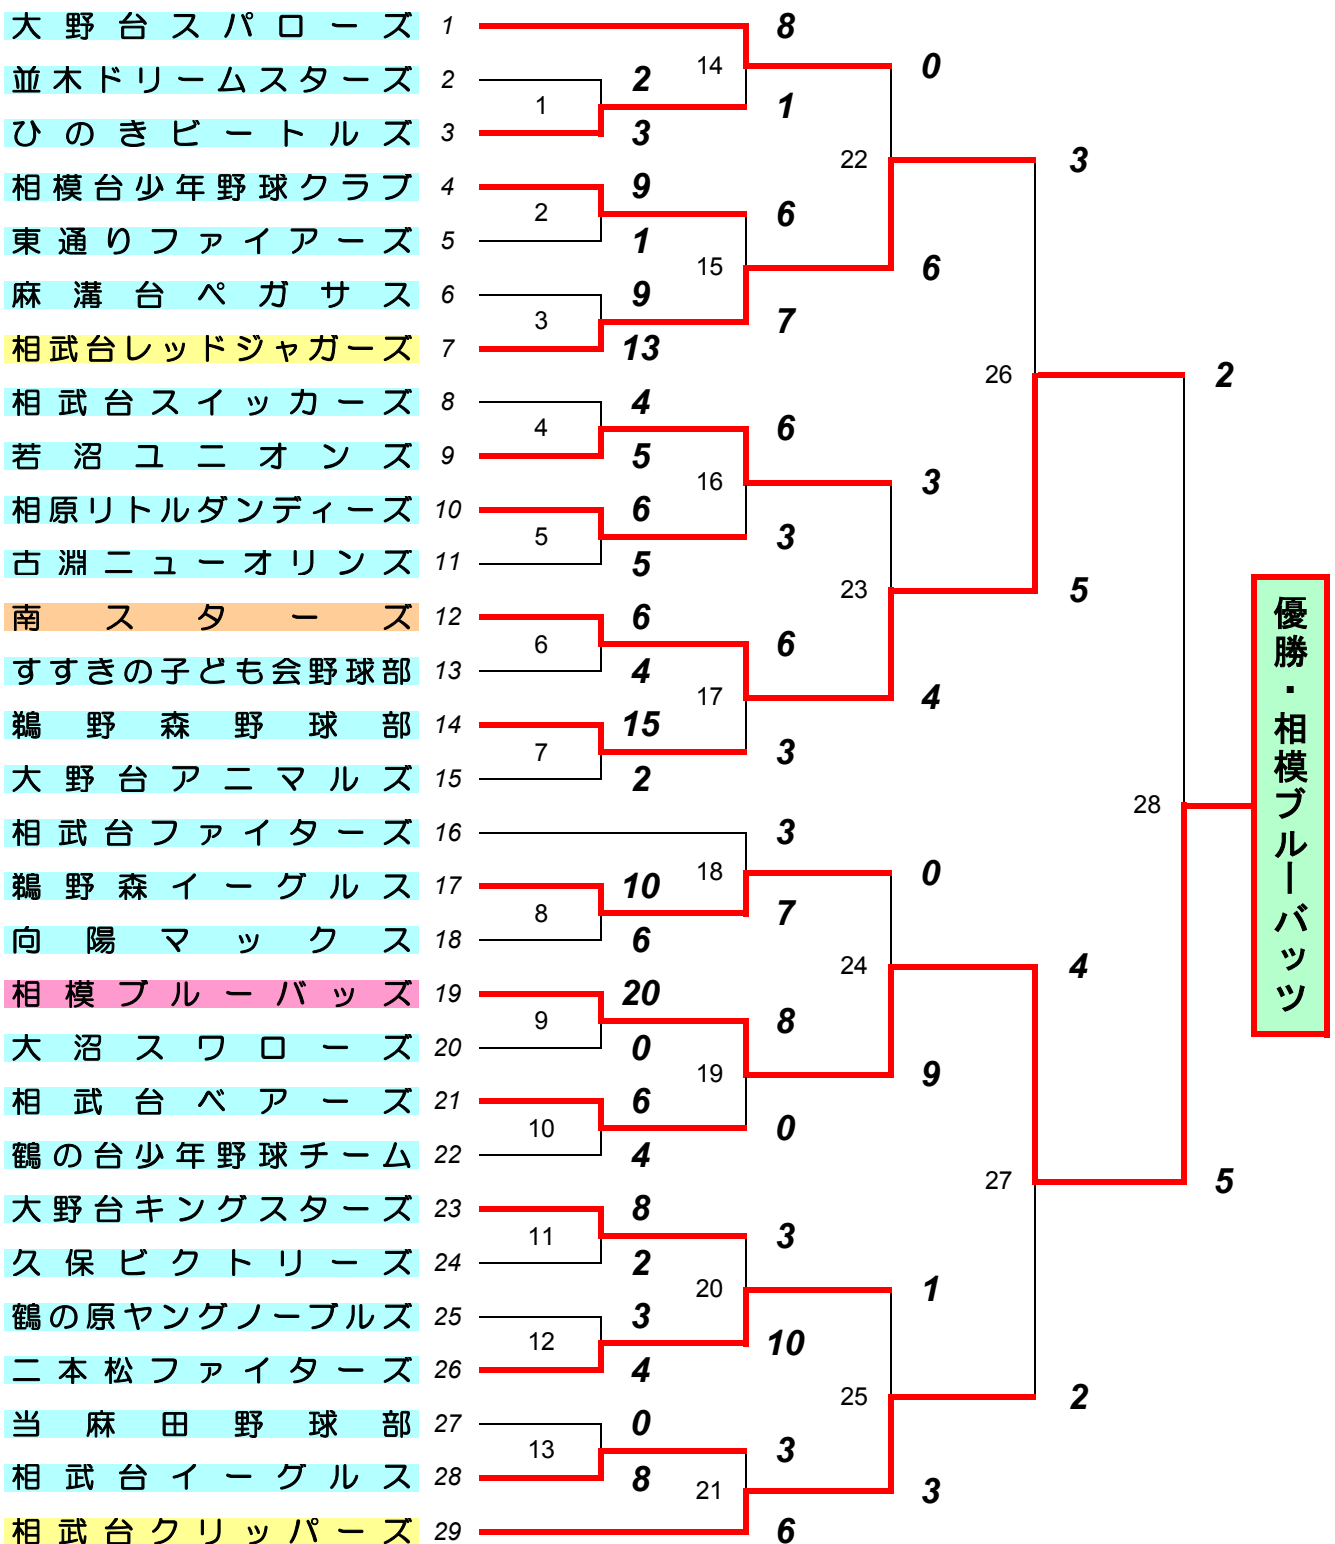 大野台スパローズ 1 8
14 0
並木ドリームスターズ 2 2
1 1
ひのきビートルズ 3 3
22 3
相模台少年野球クラブ 4 9
2 6
東通りファイアーズ 5 1
15 6
麻溝台ペガサス 6 9
3 7
相武台レッドジャガーズ 7 13
26 2
相武台スイッカーズ 8 4
4 6
若沼ユニオンズ 9 5
16 3
相原リトルダンディーズ 10 6
5 3
古淵ニューオリンズ 11 5
23 5
南スターズ 12 6
6 6
すすきの子ども会野球部 13 4
17 4
鵜野森野球部 14 15
7 3
大野台アニマルズ 15 2
28
優勝・相模ブルーバッツ
相武台ファイターズ 16 3
18 0
鵜野森イーグルス 17 10
8 7
向陽マックス 18 6
24 4
相模ブルーバッズ 19 20
9 8
大沼スワローズ 20 0
19 9
相武台ベアーズ 21 6
10 0
鶴の台少年野球チーム 22 4
27 5
大野台キングスターズ 23 8
11 3
久保ビクトリーズ 24 2
20 1
鶴の原ヤングノーブルズ 25 3
12 10
二本松ファイターズ 26 4
25 2
当麻田野球部 27 0
13 3
相武台イーグルス 28 8
21 3
相武台クリッパーズ 29 6